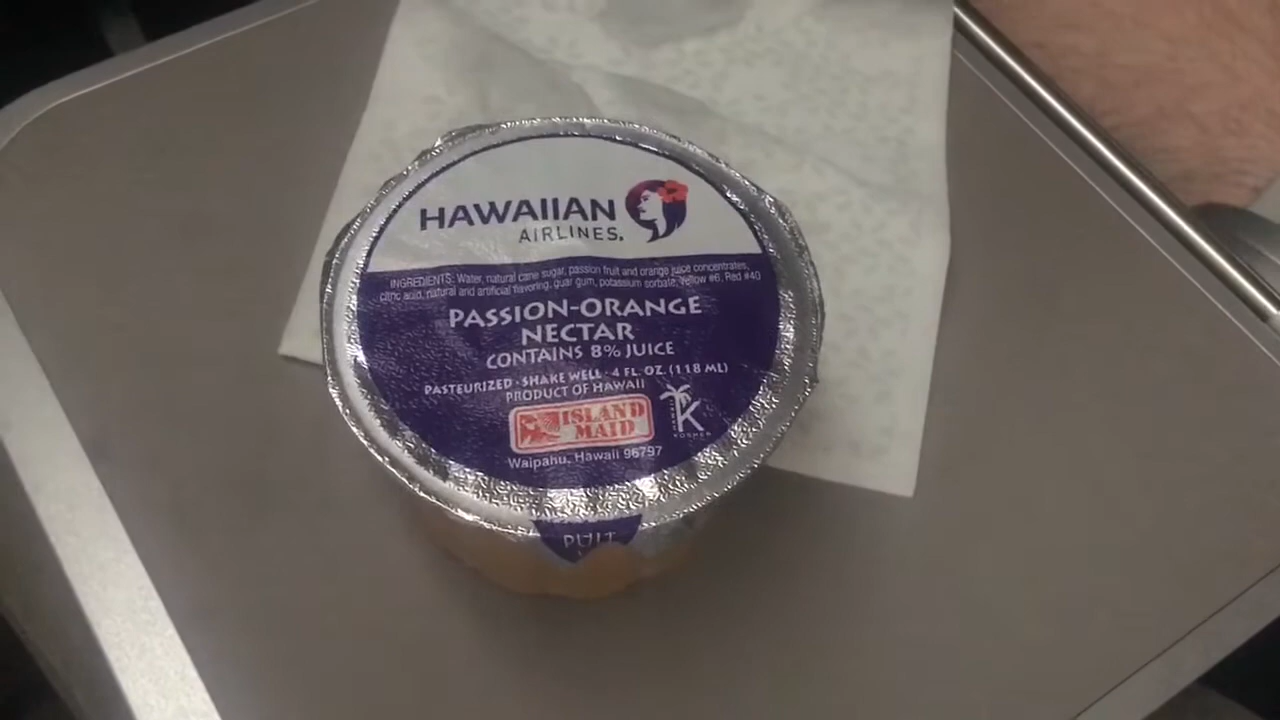 HAWAIIAN
AIRLINES®
INGREDIENTS: Water, natural cane sugar, passion fruit and orange juice concentrates,
citric acid, natural and artificial flavoring, guar gum, potassium sorbate, Yellow #6, Red #40
PASSION-ORANGE
NECTAR
CONTAINS 8% JUICE
PASTEURIZED · SHAKE WELL · 4 FL. OZ. (118 ML)
PRODUCT OF HAWAII
ISLAND
MAID
HAWAII
K
KOSHER
Waipahu, Hawaii 96797
PULL